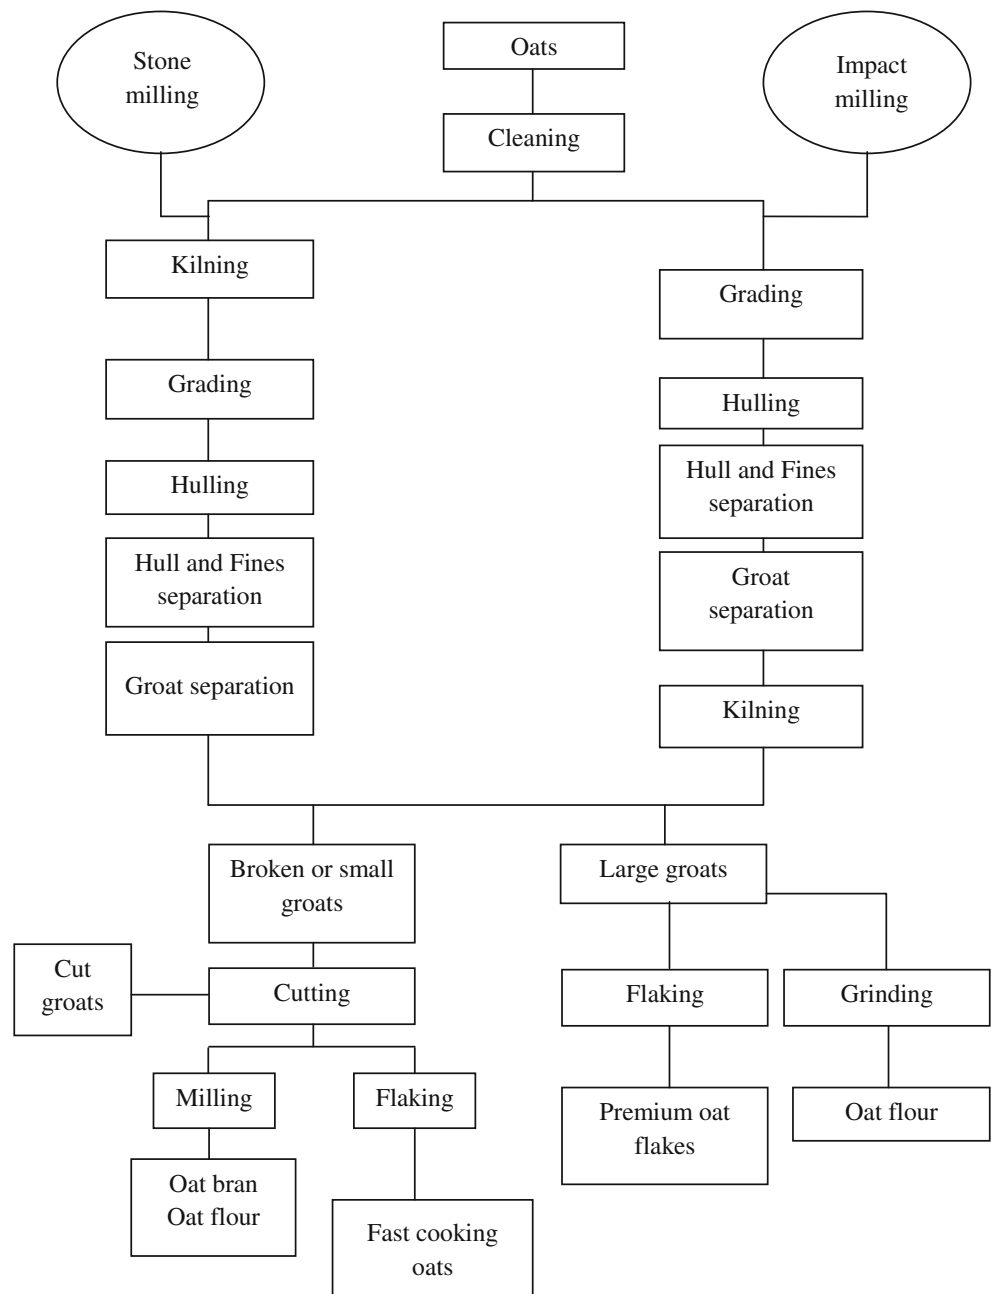 Stone
milling
Oats
Impact
milling
Cleaning
Kilning
Grading
Hulling
Hull and Fines
separation
Groat separation
Grading
Hulling
Hull and Fines
separation
Groat
separation
Kilning
Broken or small
groats
Large groats
Cut
groats
Cutting
Flaking
Grinding
Milling
Flaking
Premium oat
flakes
Oat flour
Oat bran
Oat flour
Fast cooking
oats